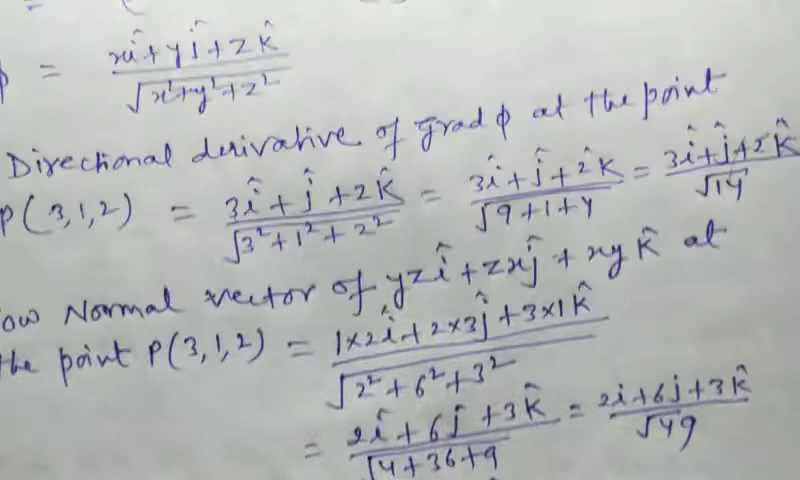 ϕ = xî + yĵ + zk̂ / √x²+y²+z²
Directional derivative of grad ϕ at the point
P(3,1,2) = 3î + ĵ + 2k̂ / √3²+1²+2² = 3î + ĵ + 2k̂ / √9+1+4 = 3î + ĵ + 2k̂ / √14
ow Normal vector of yzî + zxĵ + xyk̂ at
the point P(3,1,2) = 1×2î + 2×3ĵ + 3×1k̂ / √2²+6²+3²
= 2î + 6ĵ + 3k̂ / √4+36+9 = 2i + 6j + 3k̂ / √49